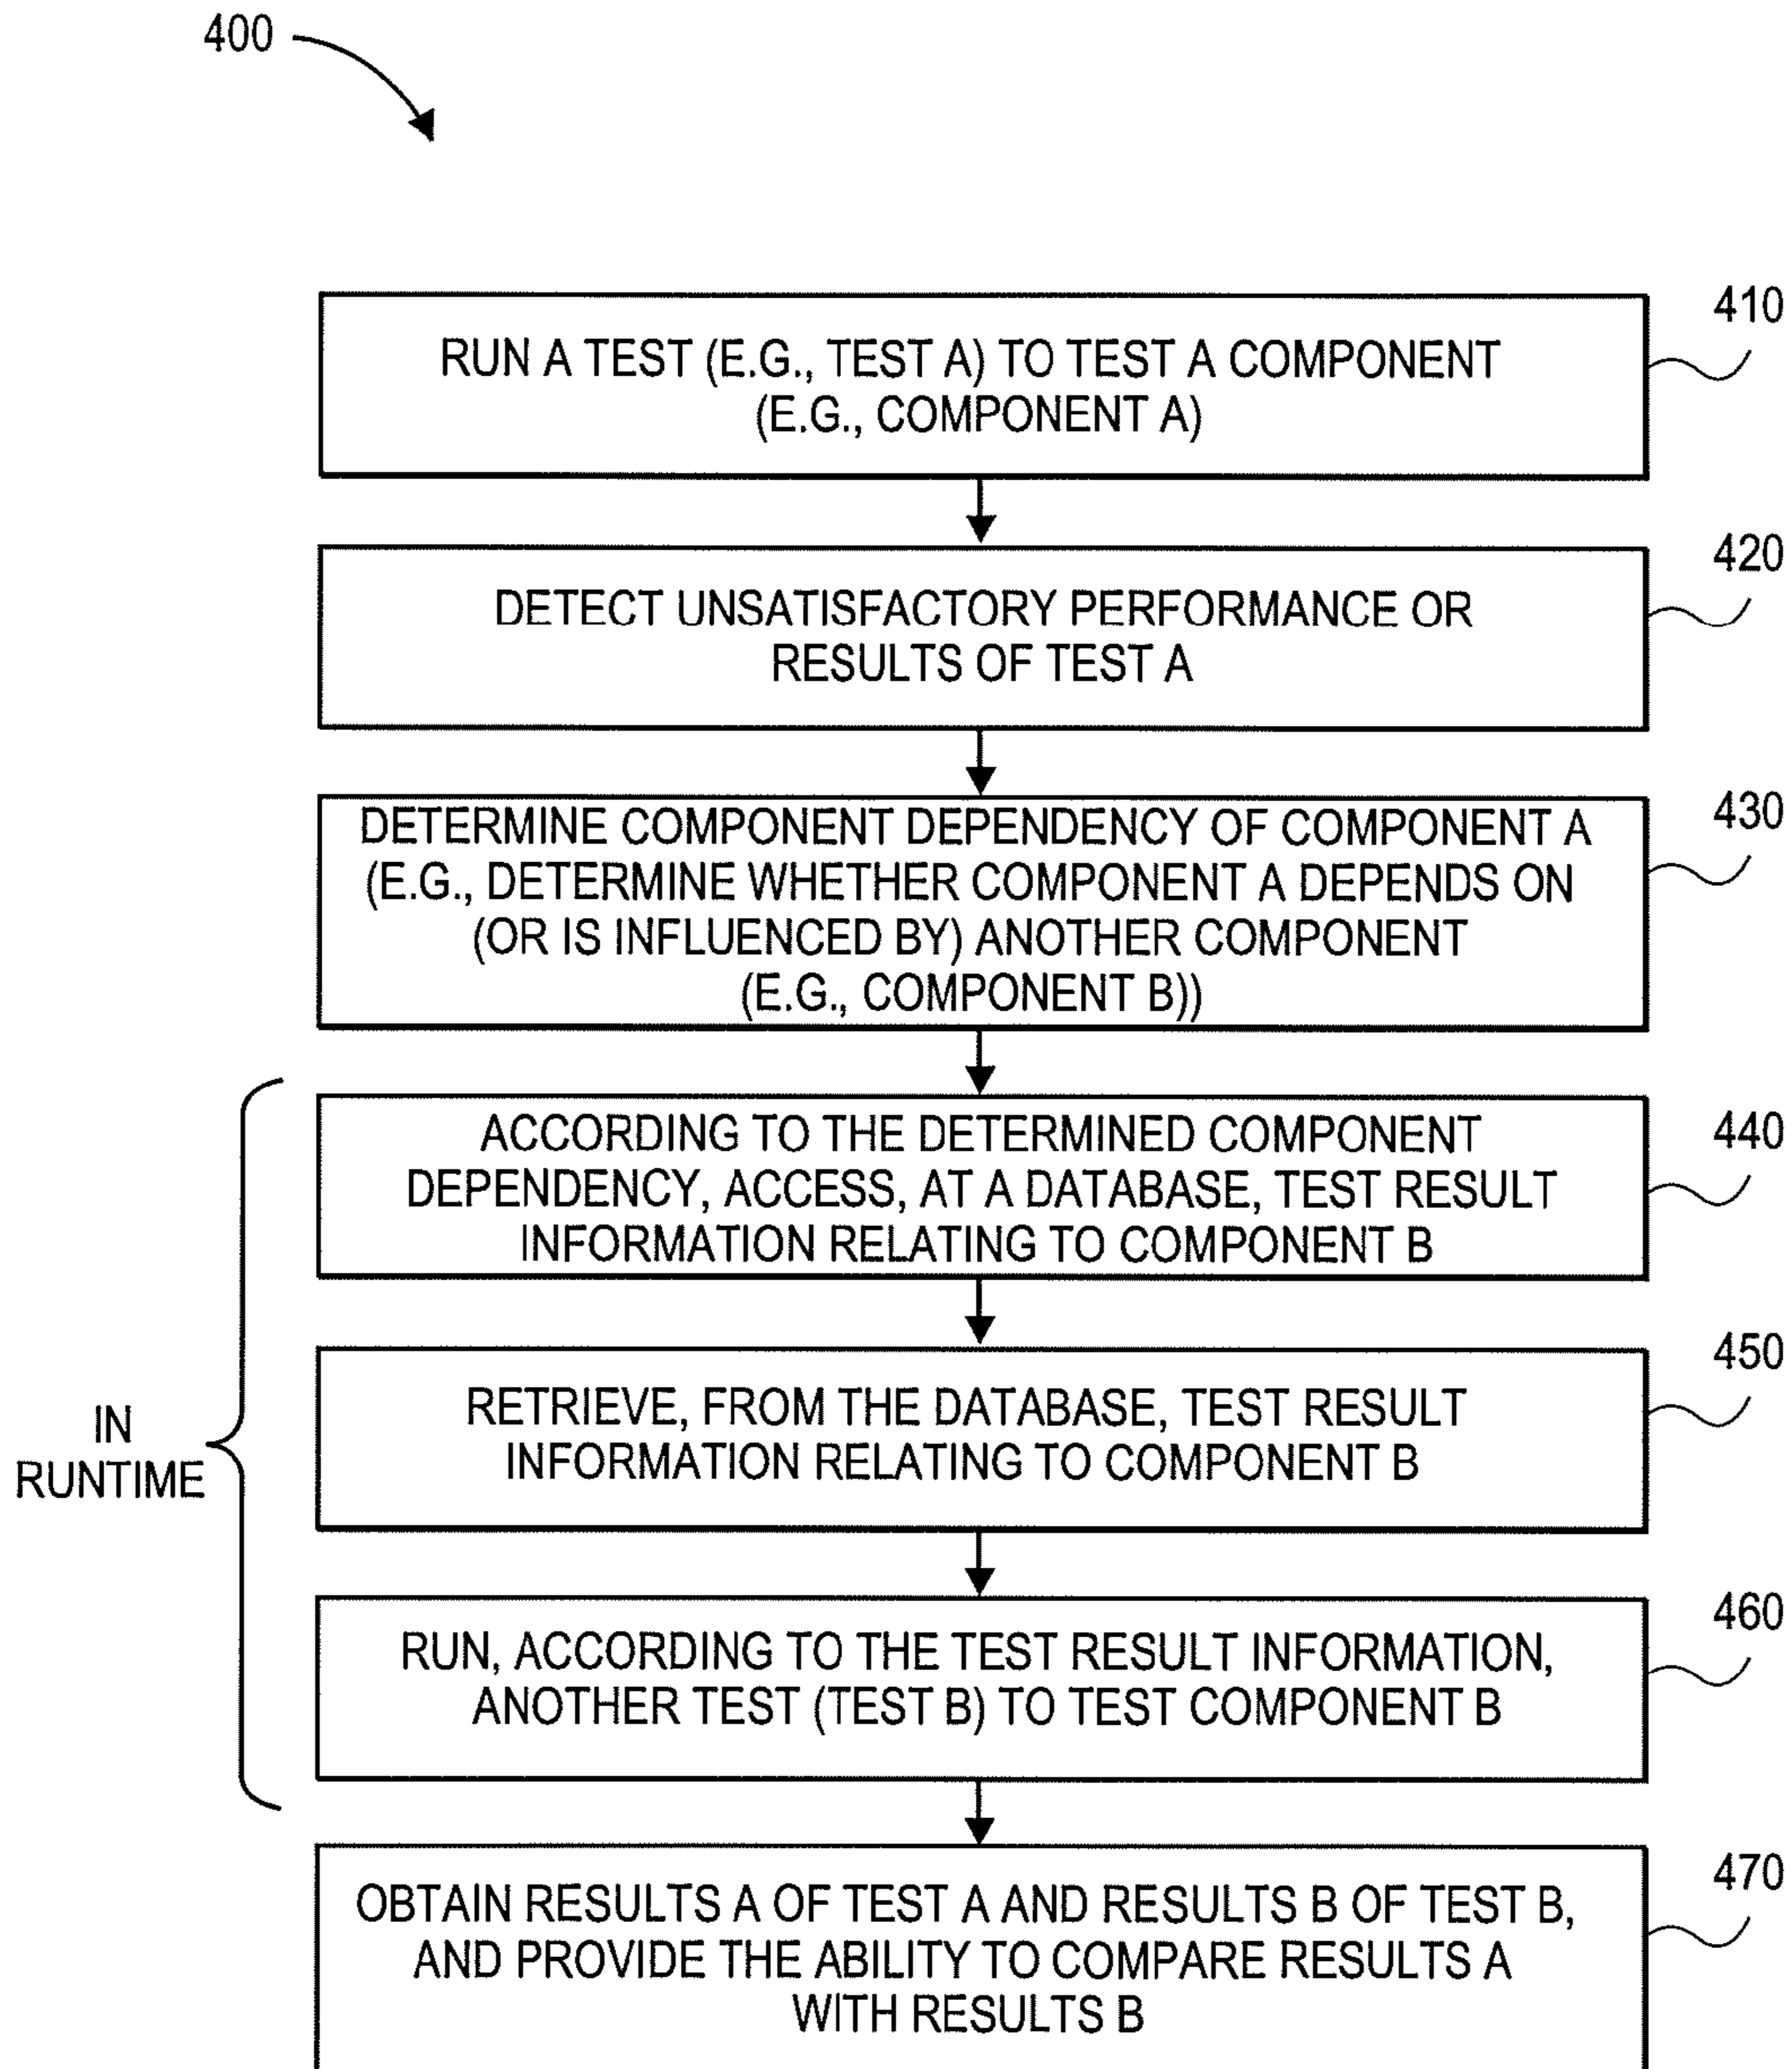 400
410
RUN A TEST (E.G., TEST A) TO TEST A COMPONENT
(E.G., COMPONENT A)
420
DETECT UNSATISFACTORY PERFORMANCE OR
RESULTS OF TEST A
430
DETERMINE COMPONENT DEPENDENCY OF COMPONENT A
(E.G., DETERMINE WHETHER COMPONENT A DEPENDS ON
(OR IS INFLUENCED BY) ANOTHER COMPONENT
(E.G., COMPONENT B))
440
ACCORDING TO THE DETERMINED COMPONENT
DEPENDENCY, ACCESS, AT A DATABASE, TEST RESULT
INFORMATION RELATING TO COMPONENT B
450
RETRIEVE, FROM THE DATABASE, TEST RESULT
INFORMATION RELATING TO COMPONENT B
IN
RUNTIME
460
RUN, ACCORDING TO THE TEST RESULT INFORMATION,
ANOTHER TEST (TEST B) TO TEST COMPONENT B
470
OBTAIN RESULTS A OF TEST A AND RESULTS B OF TEST B,
AND PROVIDE THE ABILITY TO COMPARE RESULTS A
WITH RESULTS B